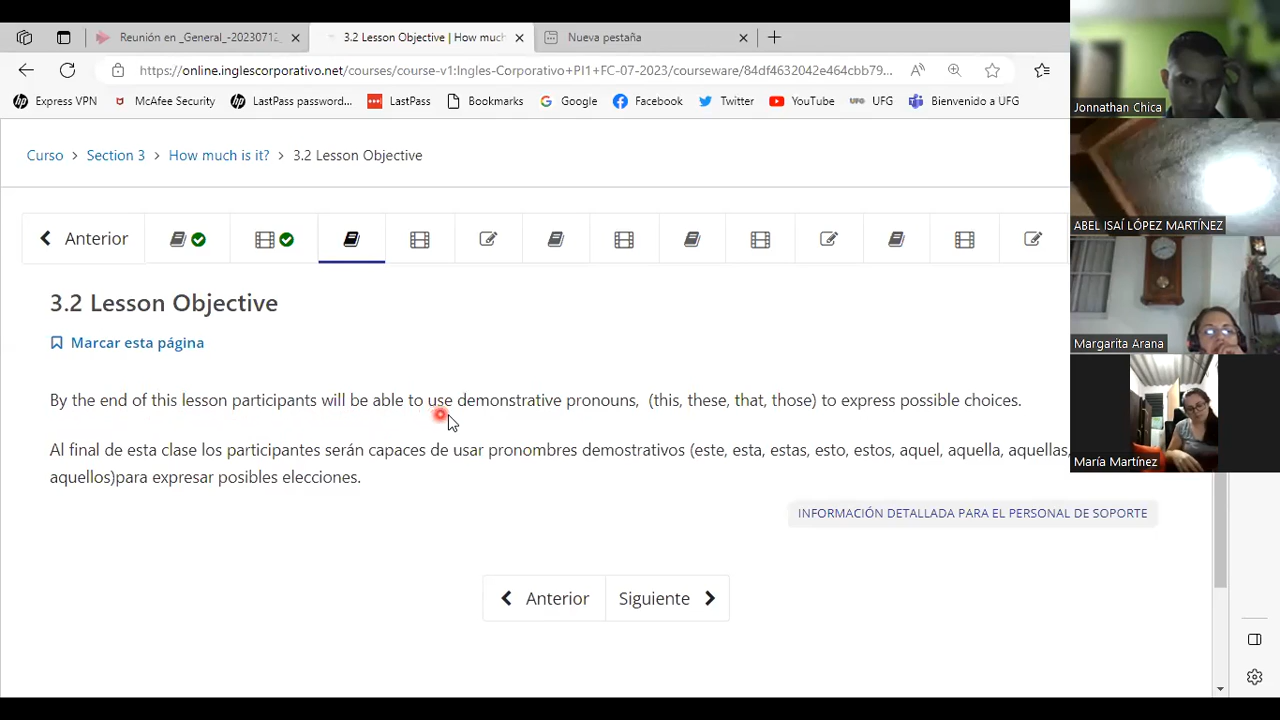 Reunión en _General_-20230712
3.2 Lesson Objective | How much
Nueva pestaña
https://online.inglescorporativo.net/courses/course-v1:Ingles-Corporativo+PI1+FC-07-2023/courseware/84df4632042e464cbb79...
Express VPN
McAfee Security
LastPass password...
LastPass
Bookmarks
Google
Facebook
Twitter
YouTube
UFG
Bienvenido a UFG
Jonnathan Chica
ABEL ISAÍ LÓPEZ MARTÍNEZ
Margarita Arana
María Martínez
Curso > Section 3 > How much is it? > 3.2 Lesson Objective
Anterior
3.2 Lesson Objective
Marcar esta página
By the end of this lesson participants will be able to use demonstrative pronouns, (this, these, that, those) to express possible choices.
Al final de esta clase los participantes serán capaces de usar pronombres demostrativos (este, esta, estas, esto, estos, aquel, aquella, aquellas,
aquellos)para expresar posibles elecciones.
INFORMACIÓN DETALLADA PARA EL PERSONAL DE SOPORTE
Anterior
Siguiente